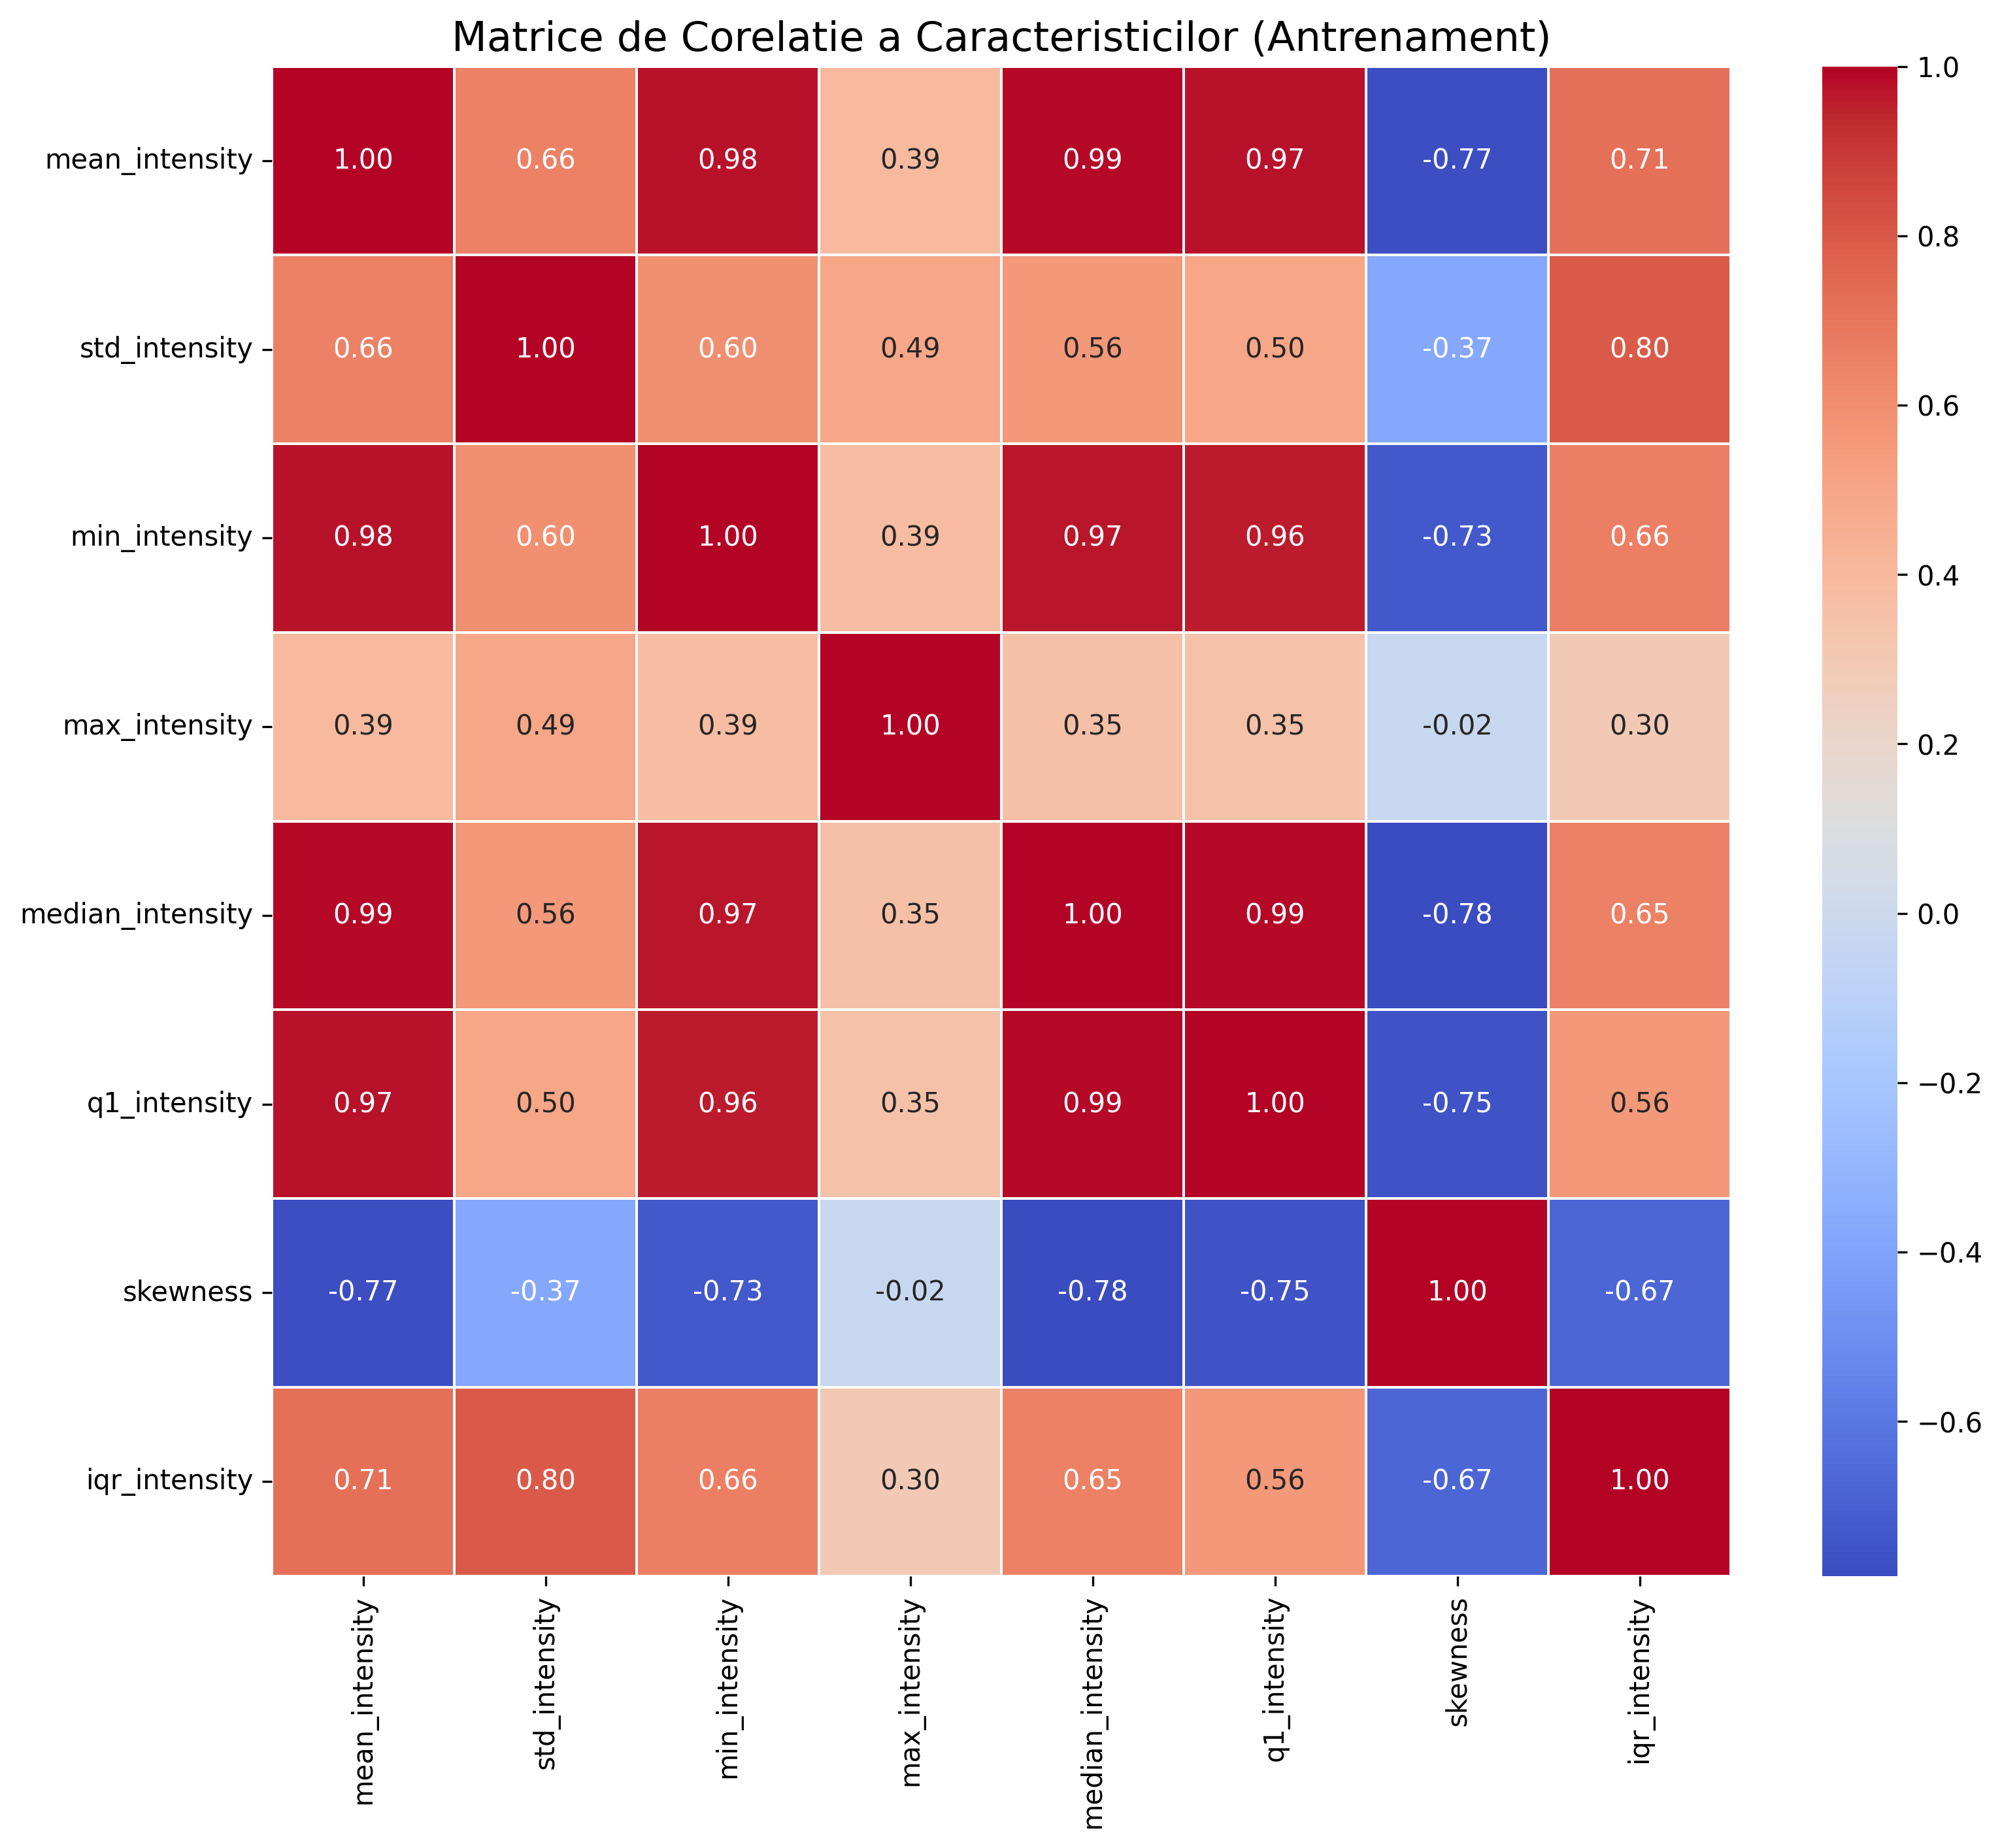 Matrice de Corelatie a Caracteristicilor (Antrenament)
mean_intensity 1.00 0.66 0.98 0.39 0.99 0.97 -0.77 0.71
std_intensity 0.66 1.00 0.60 0.49 0.56 0.50 -0.37 0.80
min_intensity 0.98 0.60 1.00 0.39 0.97 0.96 -0.73 0.66
max_intensity 0.39 0.49 0.39 1.00 0.35 0.35 -0.02 0.30
median_intensity 0.99 0.56 0.97 0.35 1.00 0.99 -0.78 0.65
q1_intensity 0.97 0.50 0.96 0.35 0.99 1.00 -0.75 0.56
skewness -0.77 -0.37 -0.73 -0.02 -0.78 -0.75 1.00 -0.67
iqr_intensity 0.71 0.80 0.66 0.30 0.65 0.56 -0.67 1.00
mean_intensity
std_intensity
min_intensity
max_intensity
median_intensity
q1_intensity
skewness
iqr_intensity
1.0
0.8
0.6
0.4
0.2
0.0
−0.2
−0.4
−0.6